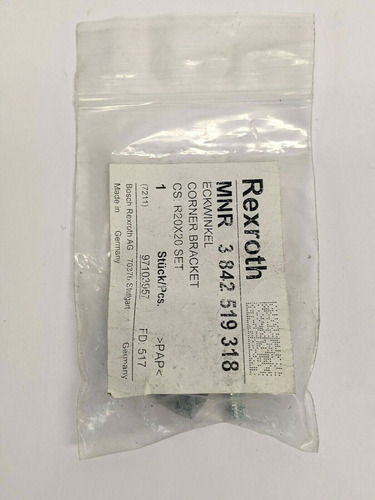 Rexroth
MNR 3 842 519 318
ECKWINKEL
CORNER BRACKET
CS: R20X20 SET
1 Stück/Pcs. >PAP<
(7211) 97103957 FD: 517
Bosch Rexroth AG 70376 Stuttgart Germany
Made in Germany